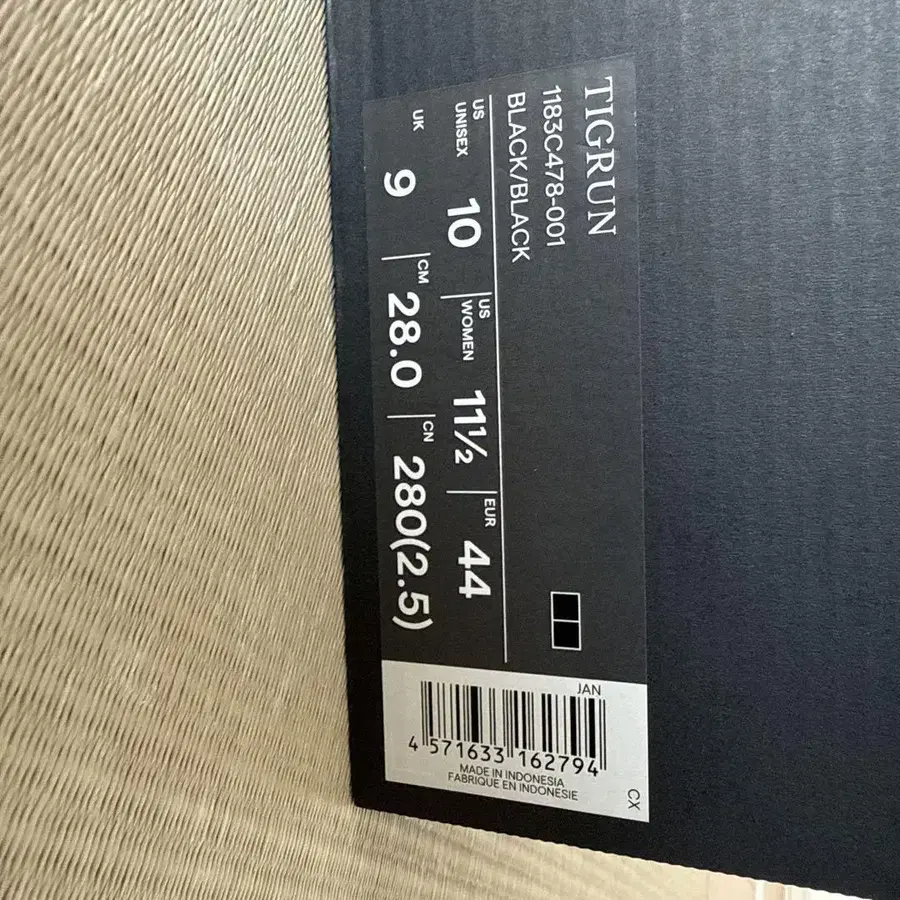 TIGRUN
1183C478-001
BLACK/BLACK
US UNISEX 10 US WOMEN 11½ EUR 44
UK 9 CM 28.0 CN 280(2.5)
JAN
4 571633 162794
MADE IN INDONESIA
FABRIQUE EN INDONESIE
CX